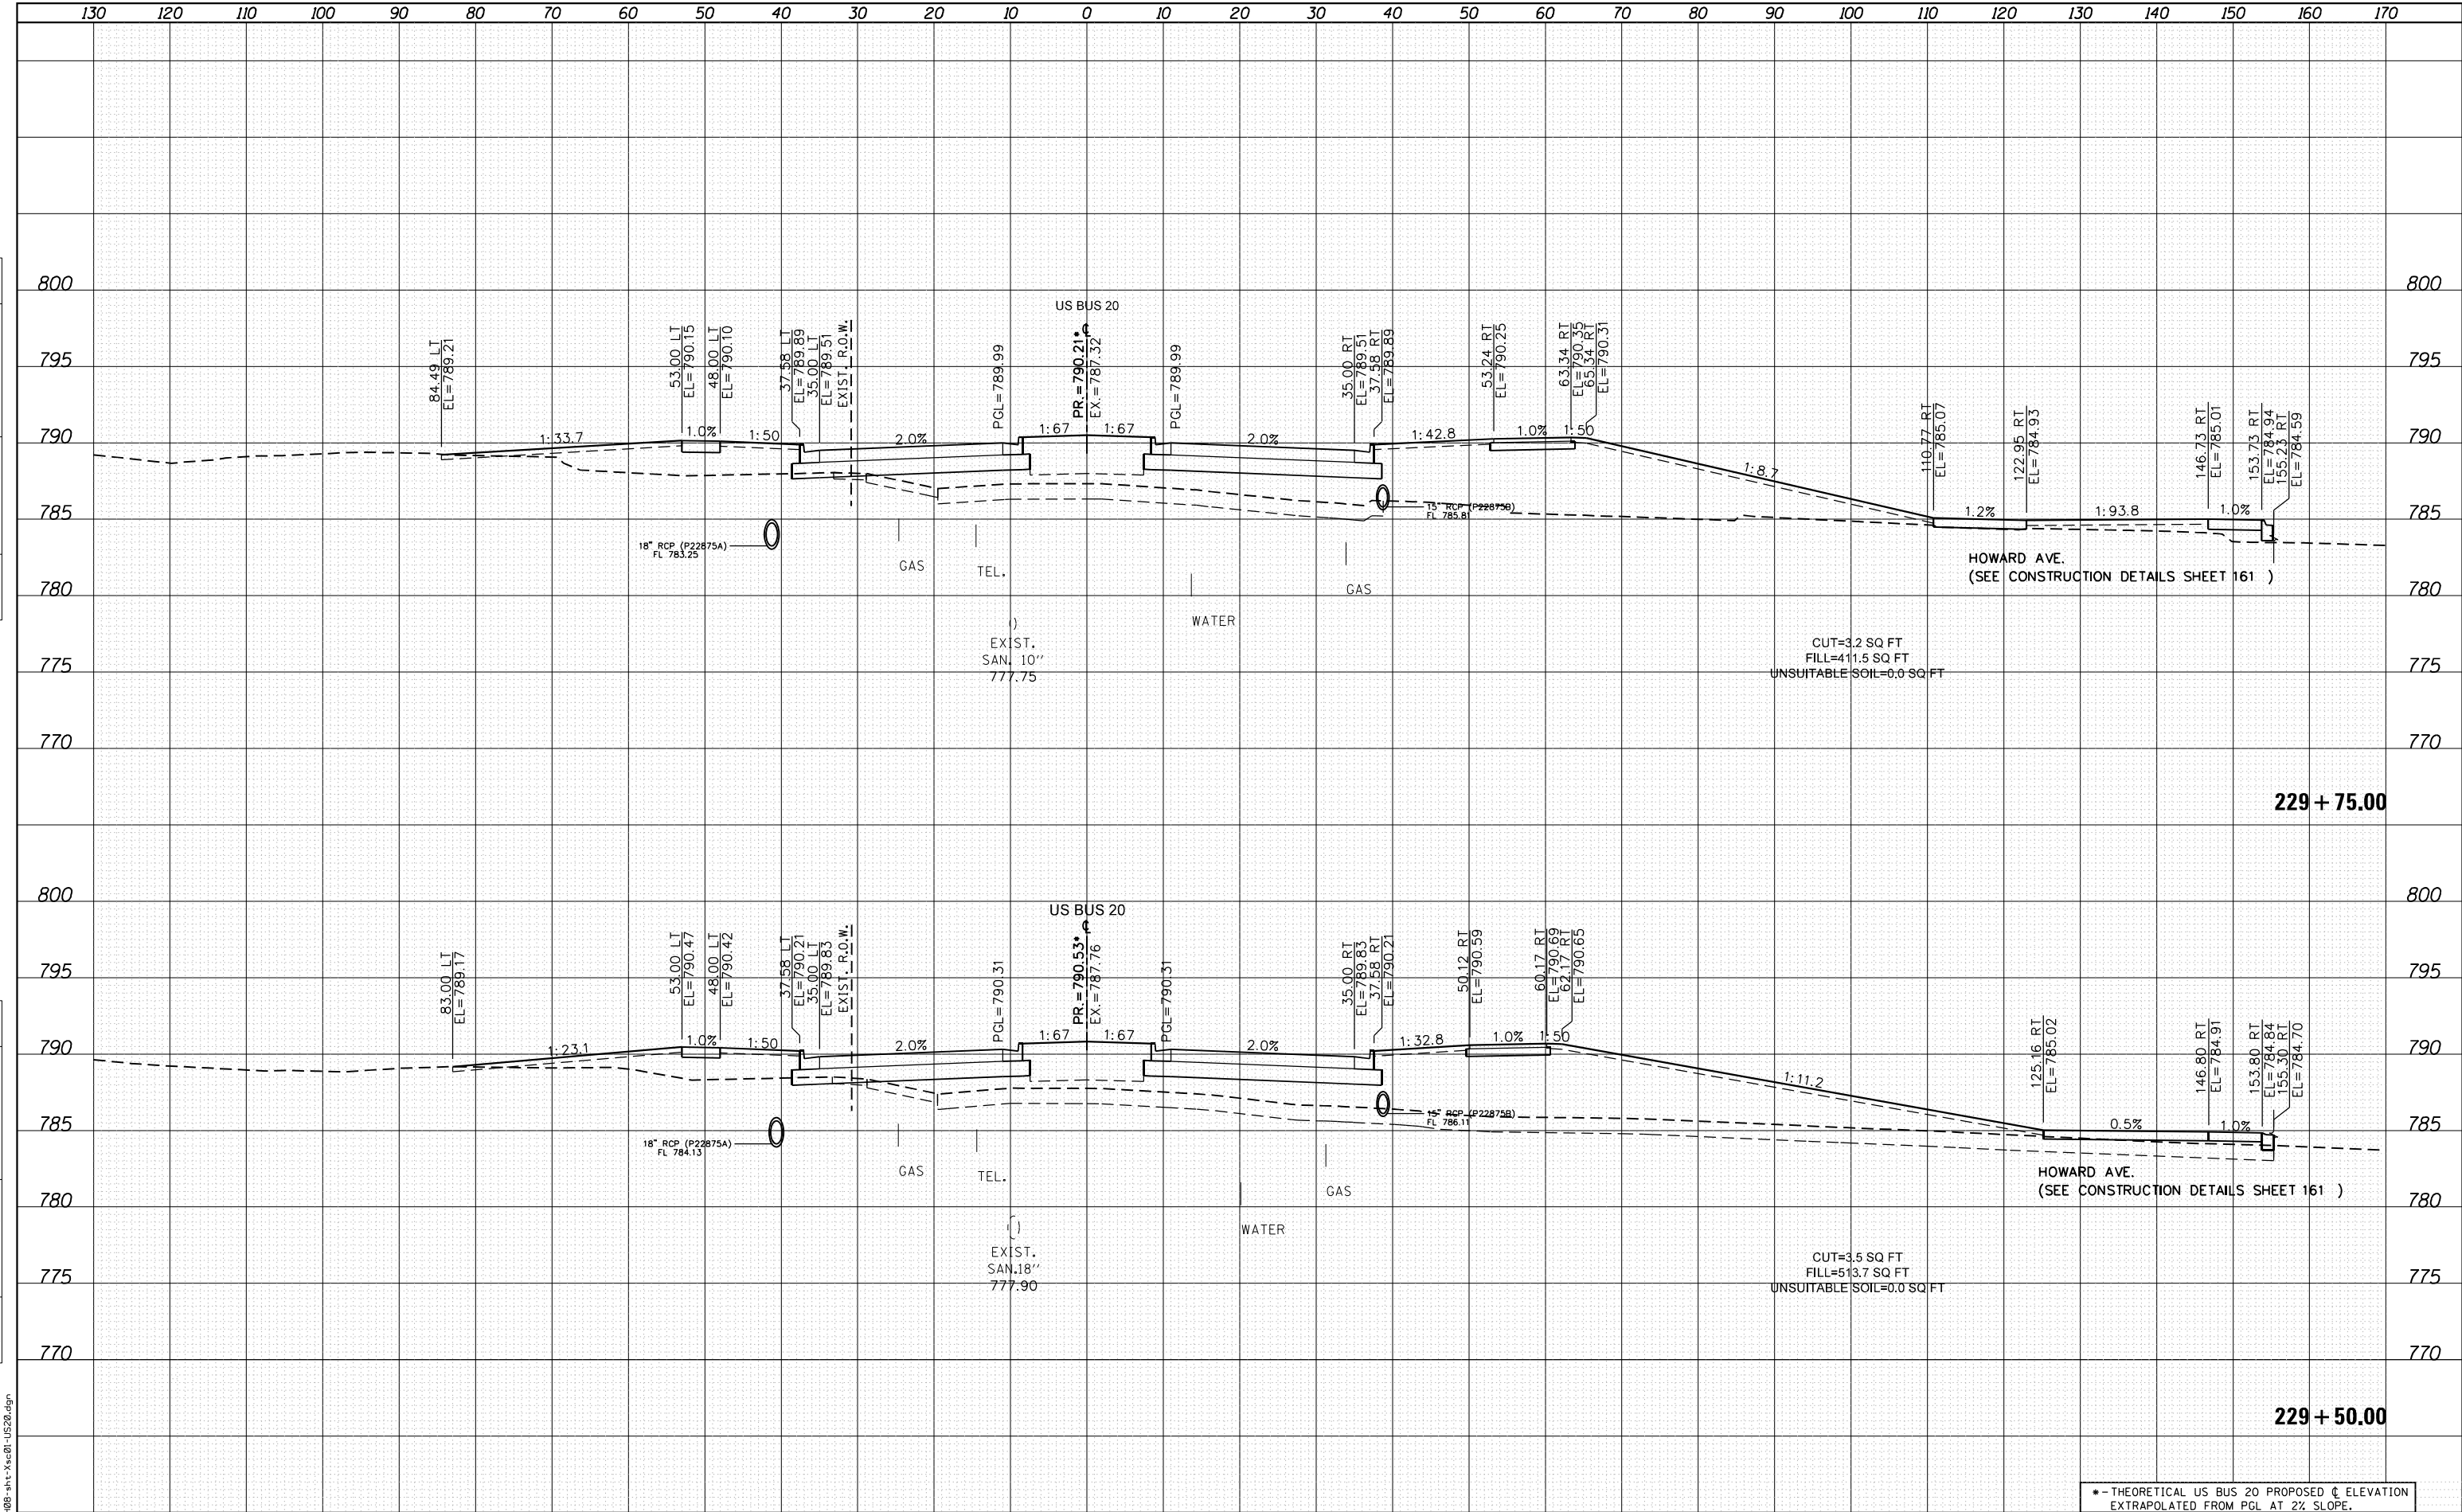 130 120 110 100 90 80 70 60 50 40 30 20 10 0 10 20 30 40 50 60 70 80 90 100 110 120 130 140 150 160 170
800 800
US BUS 20
795 795
84.49 LT
EL=789.21
53.00 LT
EL=790.15
48.00 LT
EL=790.10
37.58 LT
EL=789.89
35.00 LT
EL=789.51
EXIST. R.O.W.
PGL=789.99
PR.=790.21* ℄
EX.=787.32
PGL=789.99
35.00 RT
EL=789.51
37.58 RT
EL=789.89
53.24 RT
EL=790.25
63.34 RT
EL=790.35
65.34 RT
EL=790.31
110.77 RT
EL=785.07
122.95 RT
EL=784.93
146.73 RT
EL=785.01
153.73 RT
EL=784.94
155.23 RT
EL=784.59
790 790
1:33.7 1.0% 1:50 2.0% 1:67 1:67 2.0% 1:42.8 1.0% 1:50
1:8.7
785 785
1.2% 1:93.8 1.0%
15" RCP (P22875B)
FL 785.81
18" RCP (P22875A)
FL 783.25
GAS
TEL.
GAS
WATER
HOWARD AVE.
(SEE CONSTRUCTION DETAILS SHEET 161 )
780 780
EXIST.
SAN. 10''
777.75
CUT=3.2 SQ FT
FILL=411.5 SQ FT
UNSUITABLE SOIL=0.0 SQ FT
775 775
770 770
229+75.00
800 800
US BUS 20
795 795
83.00 LT
EL=789.17
53.00 LT
EL=790.47
48.00 LT
EL=790.42
37.58 LT
EL=790.21
35.00 LT
EL=789.83
EXIST. R.O.W.
PGL=790.31
PR.=790.53* ℄
EX.=787.76
PGL=790.31
35.00 RT
EL=789.83
37.58 RT
EL=790.21
50.12 RT
EL=790.59
60.17 RT
EL=790.69
62.17 RT
EL=790.65
125.16 RT
EL=785.02
146.80 RT
EL=784.91
153.80 RT
EL=784.84
155.30 RT
EL=784.70
790 790
1:23.1 1.0% 1:50 2.0% 1:67 1:67 2.0% 1:32.8 1.0% 1:50
1:11.2
785 785
0.5% 1.0%
15" RCP (P22875B)
FL 786.11
18" RCP (P22875A)
FL 784.13
GAS
TEL.
GAS
WATER
HOWARD AVE.
(SEE CONSTRUCTION DETAILS SHEET 161 )
780 780
EXIST.
SAN.18''
777.90
CUT=3.5 SQ FT
FILL=513.7 SQ FT
UNSUITABLE SOIL=0.0 SQ FT
775 775
770 770
229+50.00
*-THEORETICAL US BUS 20 PROPOSED ℄ ELEVATION
EXTRAPOLATED FROM PGL AT 2% SLOPE.
-sht-Xsc01-US20.dgn